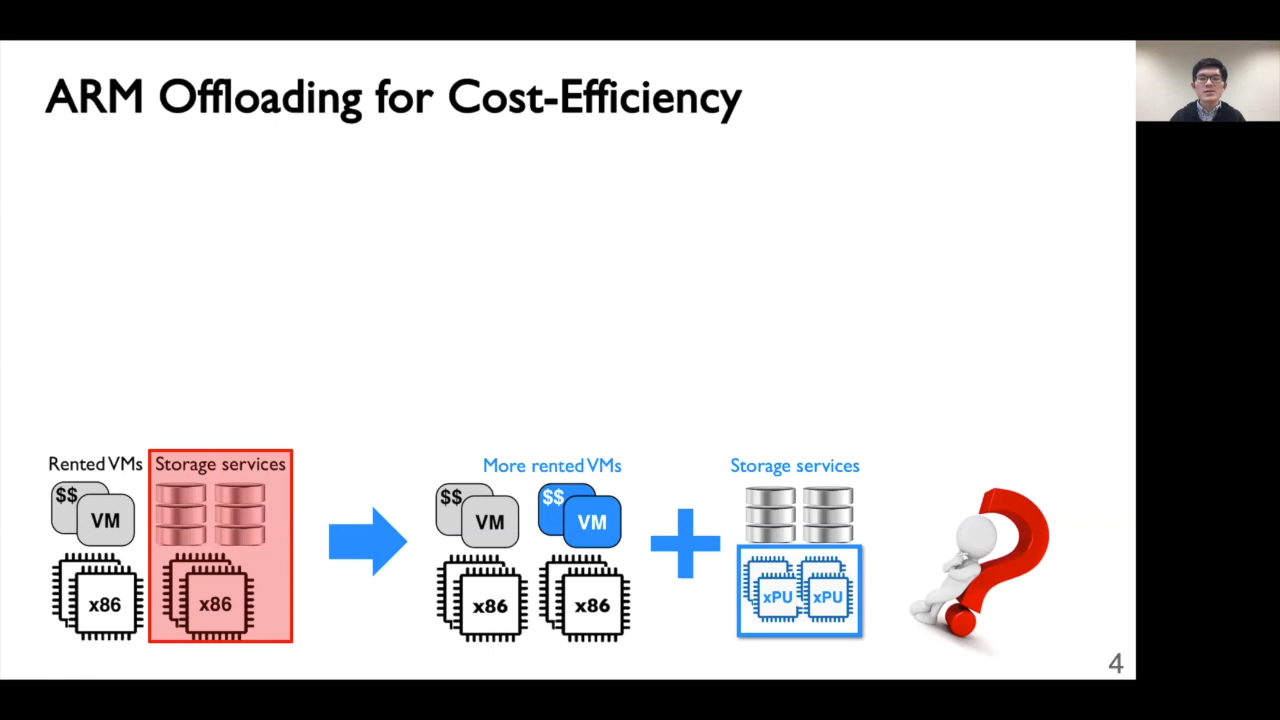 ARM Offloading for Cost-Efficiency
Rented VMs
Storage services
$$
VM
x86
x86
More rented VMs
$$
VM
$$
VM
x86
x86
Storage services
xPU
xPU
4